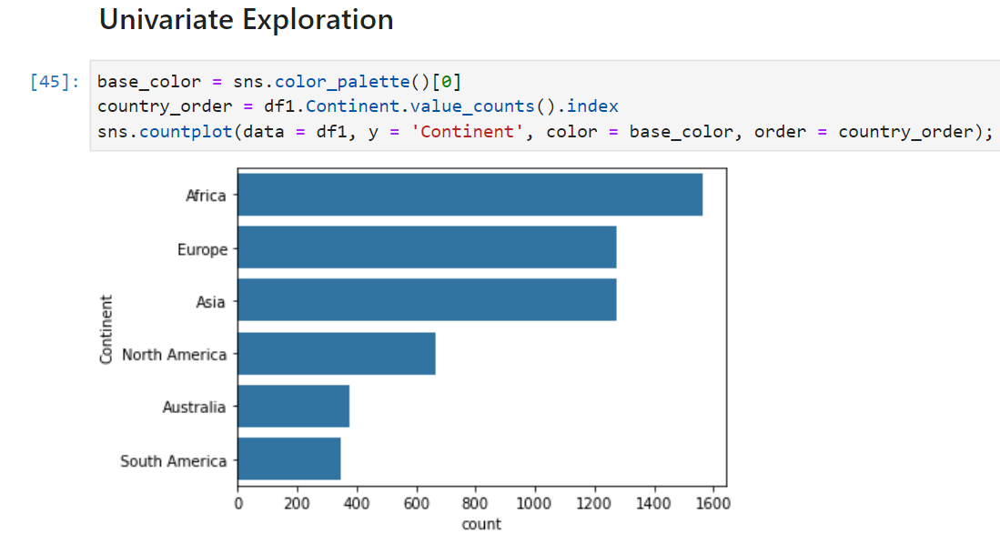 Univariate Exploration
[45]:
base_color = sns.color_palette()[0]
country_order = df1.Continent.value_counts().index
sns.countplot(data = df1, y = 'Continent', color = base_color, order = country_order);
Continent
Africa
Europe
Asia
North America
Australia
South America
0 200 400 600 800 1000 1200 1400 1600
count